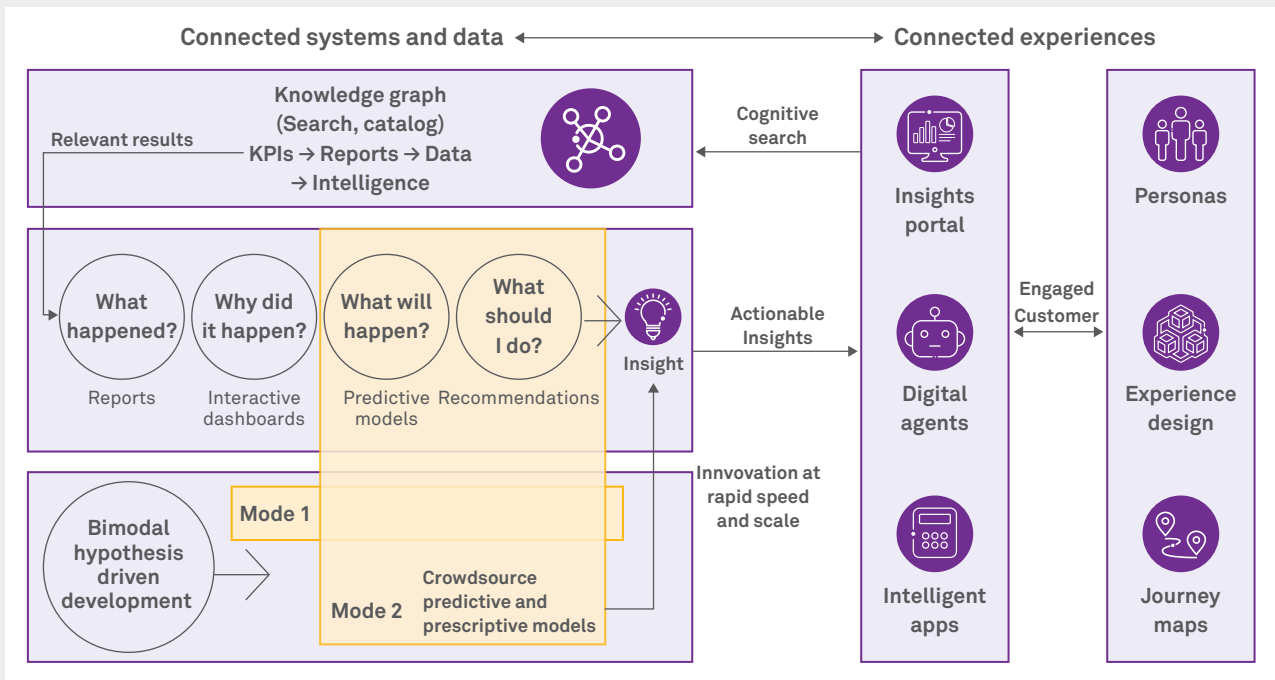 Connected systems and data
Connected experiences
Knowledge graph
(Search, catalog)
KPIs → Reports → Data
→ Intelligence
Relevant results
Cognitive
search
What
happened?
Reports
Why did
it happen?
Interactive
dashboards
What will
happen?
Predictive
models
What
should
I do?
Recommendations
Insight
Actionable
Insights
Bimodal
hypothesis
driven
development
Mode 1
Mode 2
Crowdsource
predictive and
prescriptive models
Innvovation at
rapid speed
and scale
Insights
portal
Digital
agents
Intelligent
apps
Engaged
Customer
Personas
Experience
design
Journey
maps